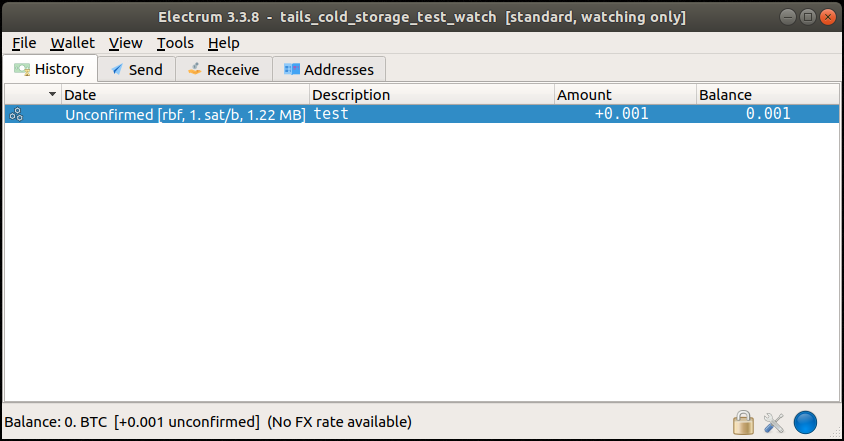 Electrum 3.3.8 - tails_cold_storage_test_watch [standard, watching only]
File Wallet View Tools Help
History Send Receive Addresses
Date Description Amount Balance
Unconfirmed [rbf, 1. sat/b, 1.22 MB] test +0.001 0.001
Balance: 0. BTC [+0.001 unconfirmed] (No FX rate available)